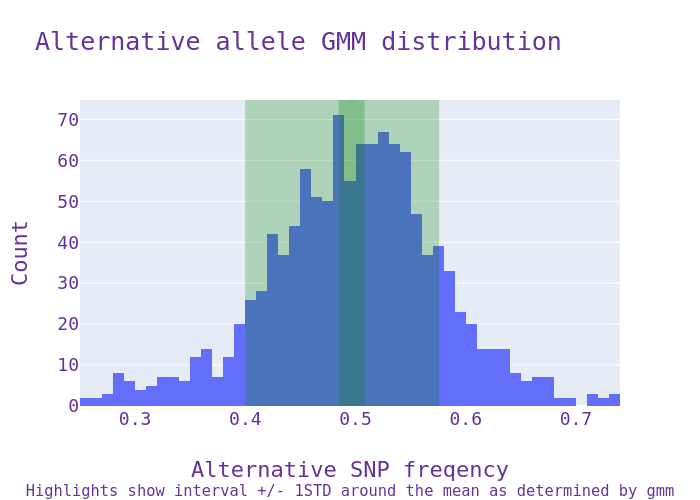 Alternative allele GMM distribution
70
60
50
40
30
20
10
0
Count
0.3 0.4 0.5 0.6 0.7
Alternative SNP freqency
Highlights show interval +/- 1STD around the mean as determined by gmm